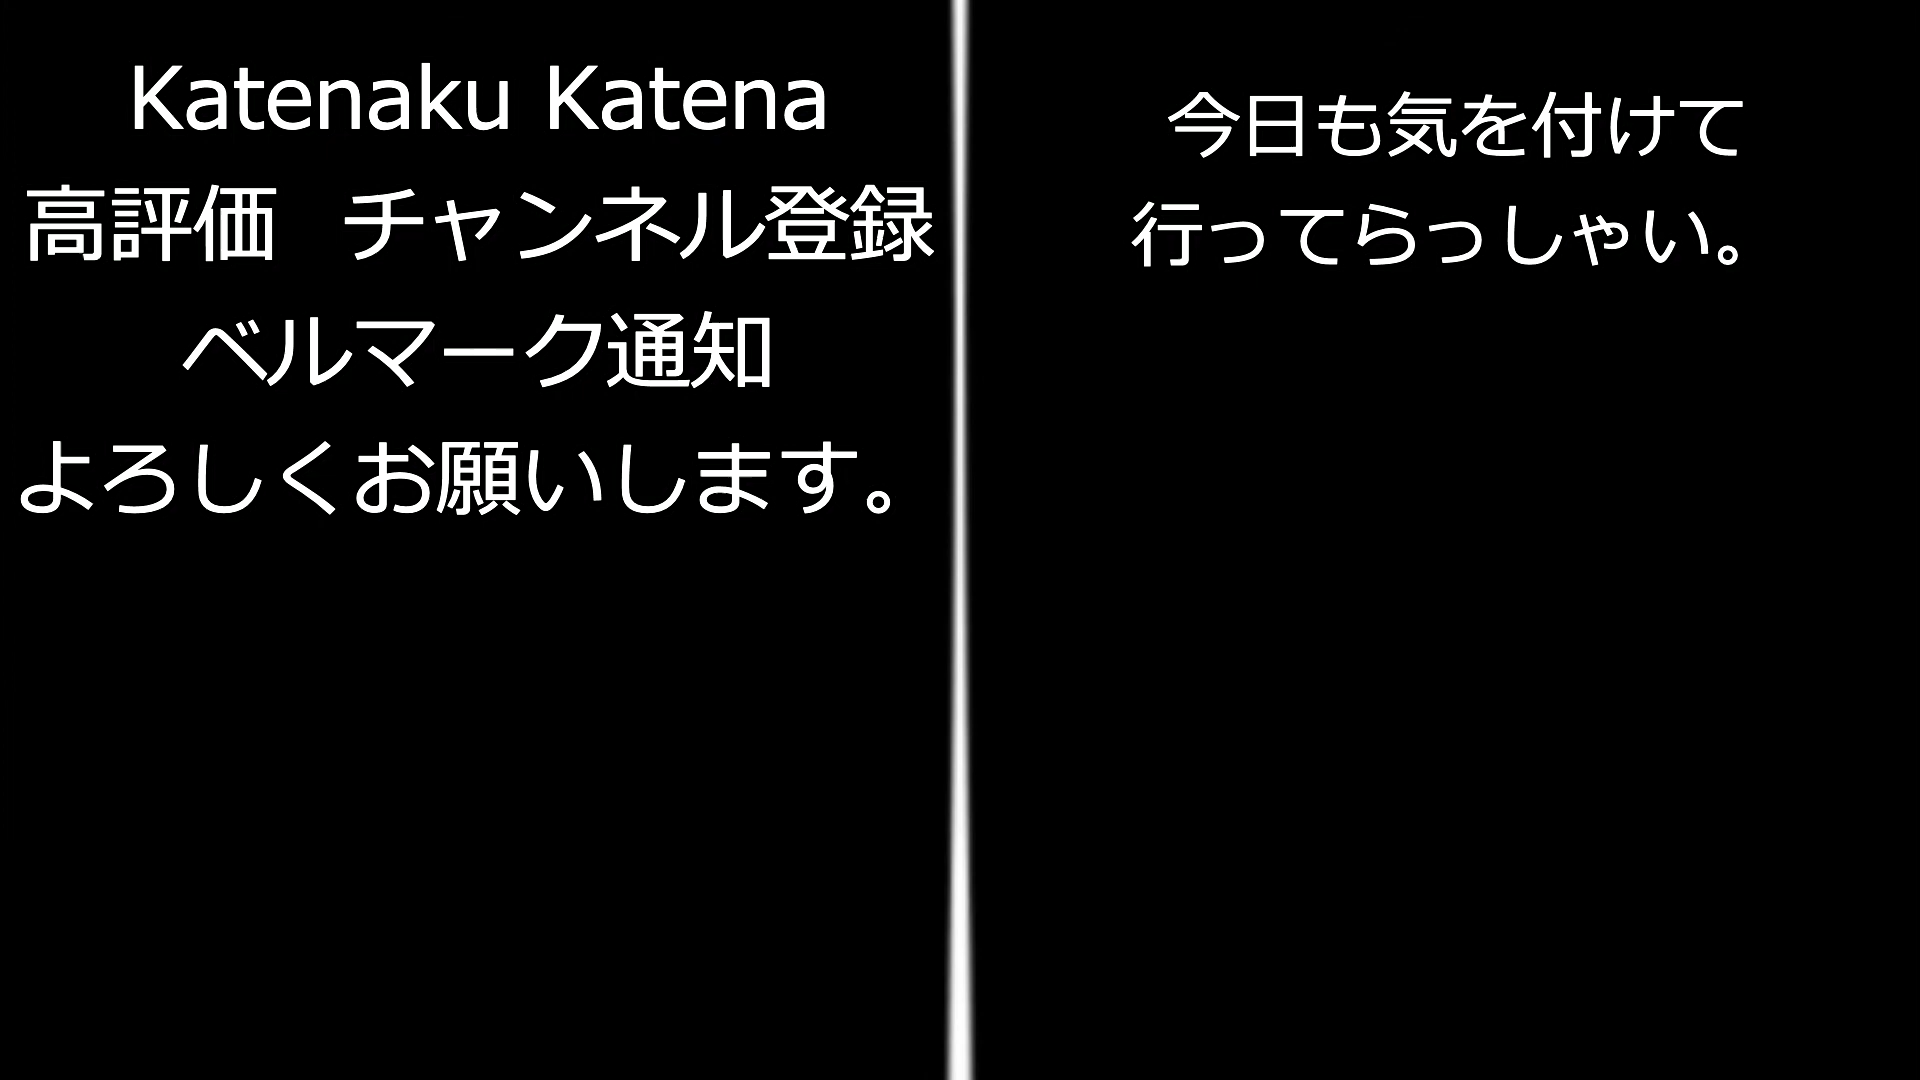 Katenaku Katena
高評価　チャンネル登録
ベルマーク通知
よろしくお願いします。
今日も気を付けて
行ってらっしゃい。